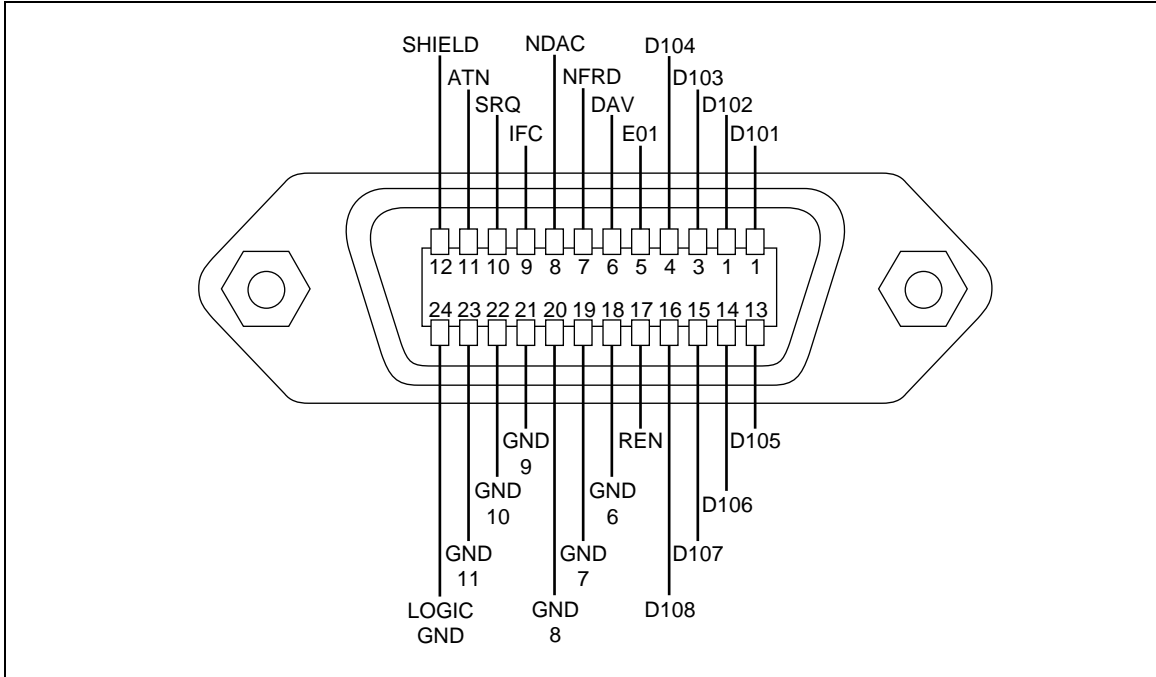 SHIELD NDAC D104
ATN NFRD D103
SRQ DAV D102
IFC E01 D101
12 11 10 9 8 7 6 5 4 3 1 1
24 23 22 21 20 19 18 17 16 15 14 13
GND
9
REN
D105
GND
10
GND
6
D106
GND
11
GND
7
D107
LOGIC
GND
GND
8
D108